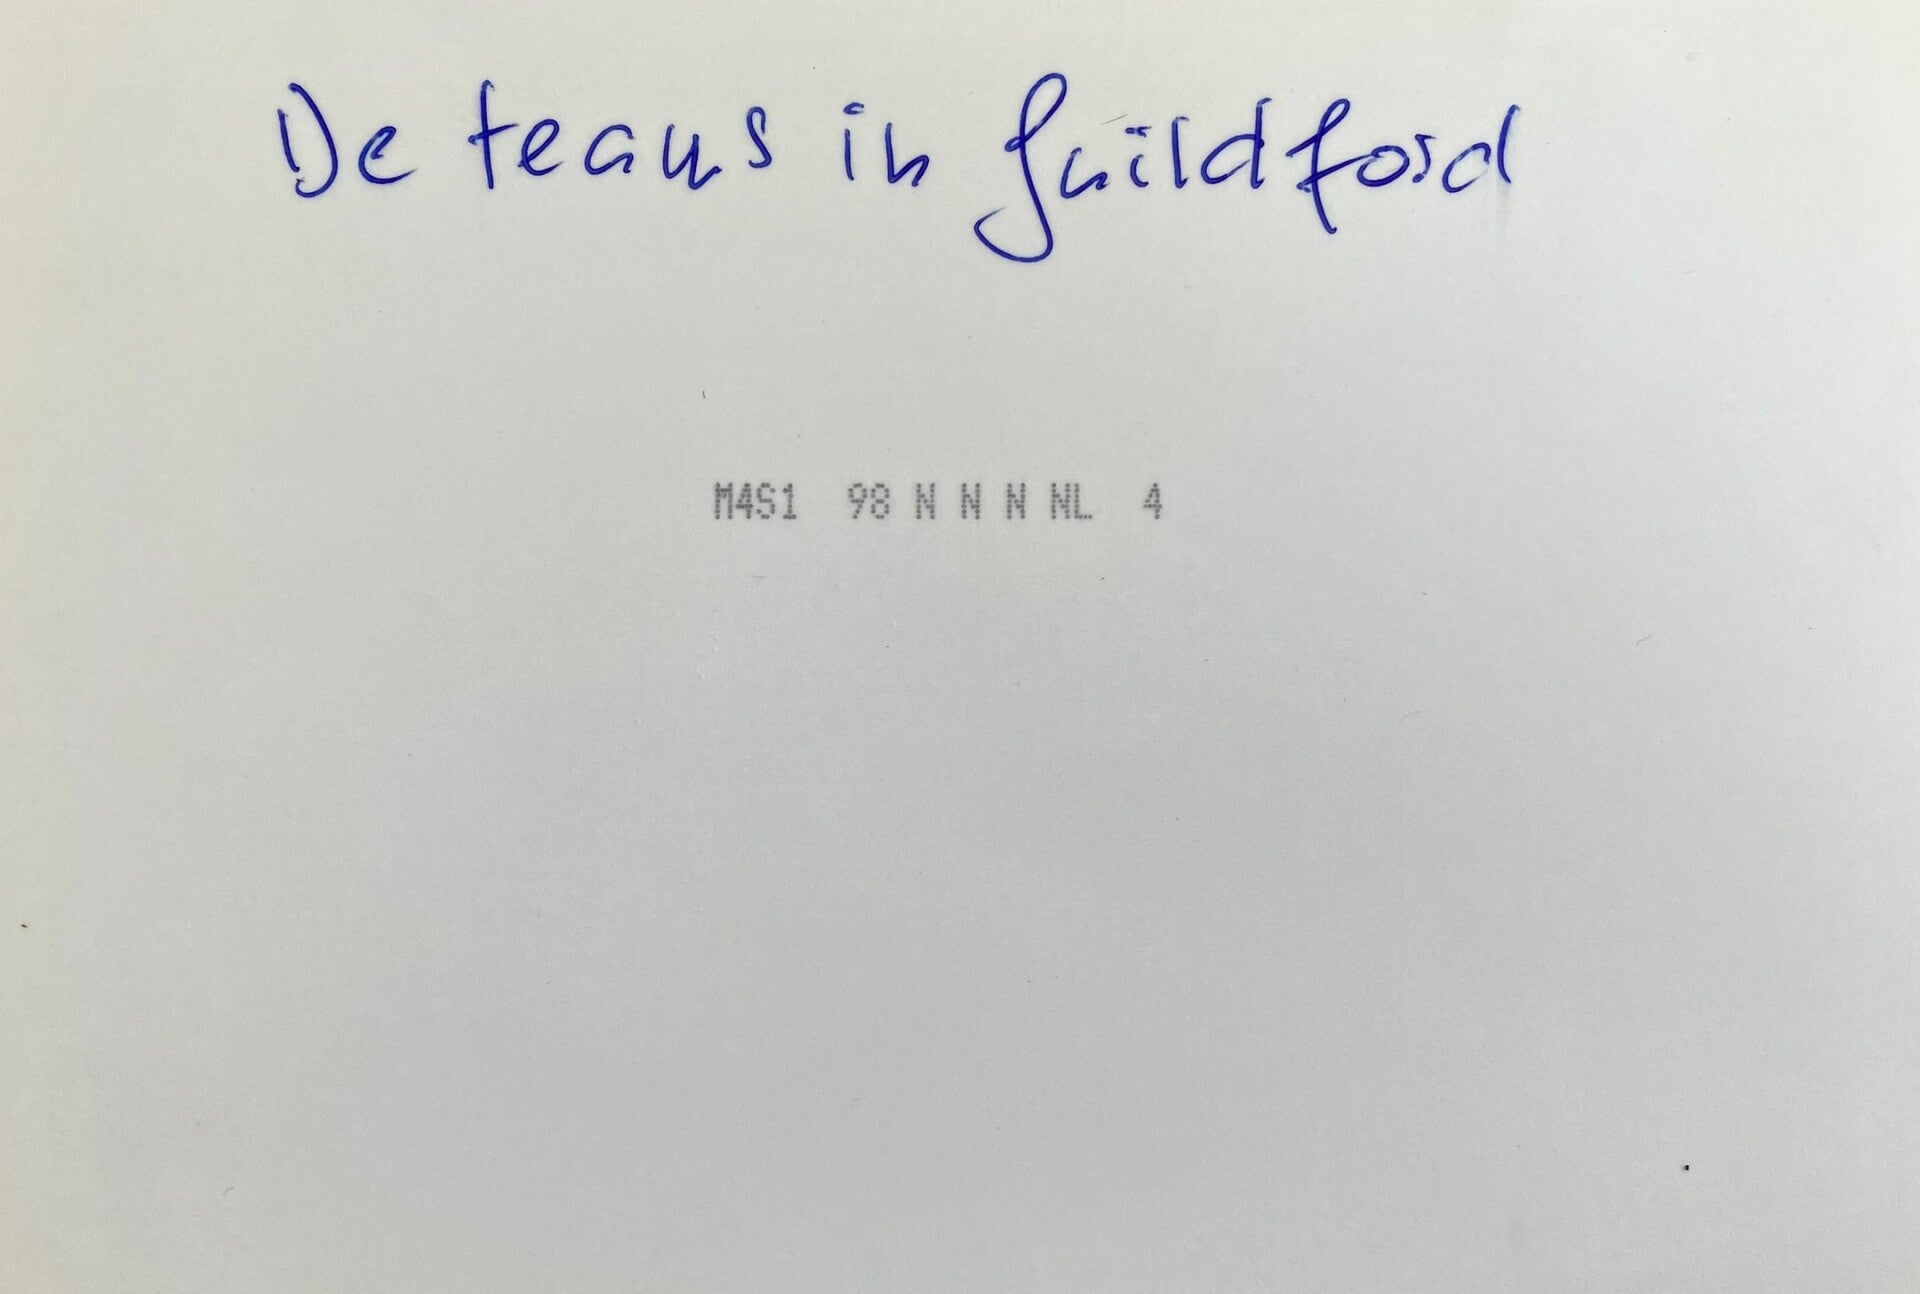 De teams in Guildford
M4S1 98 N N N NL 4